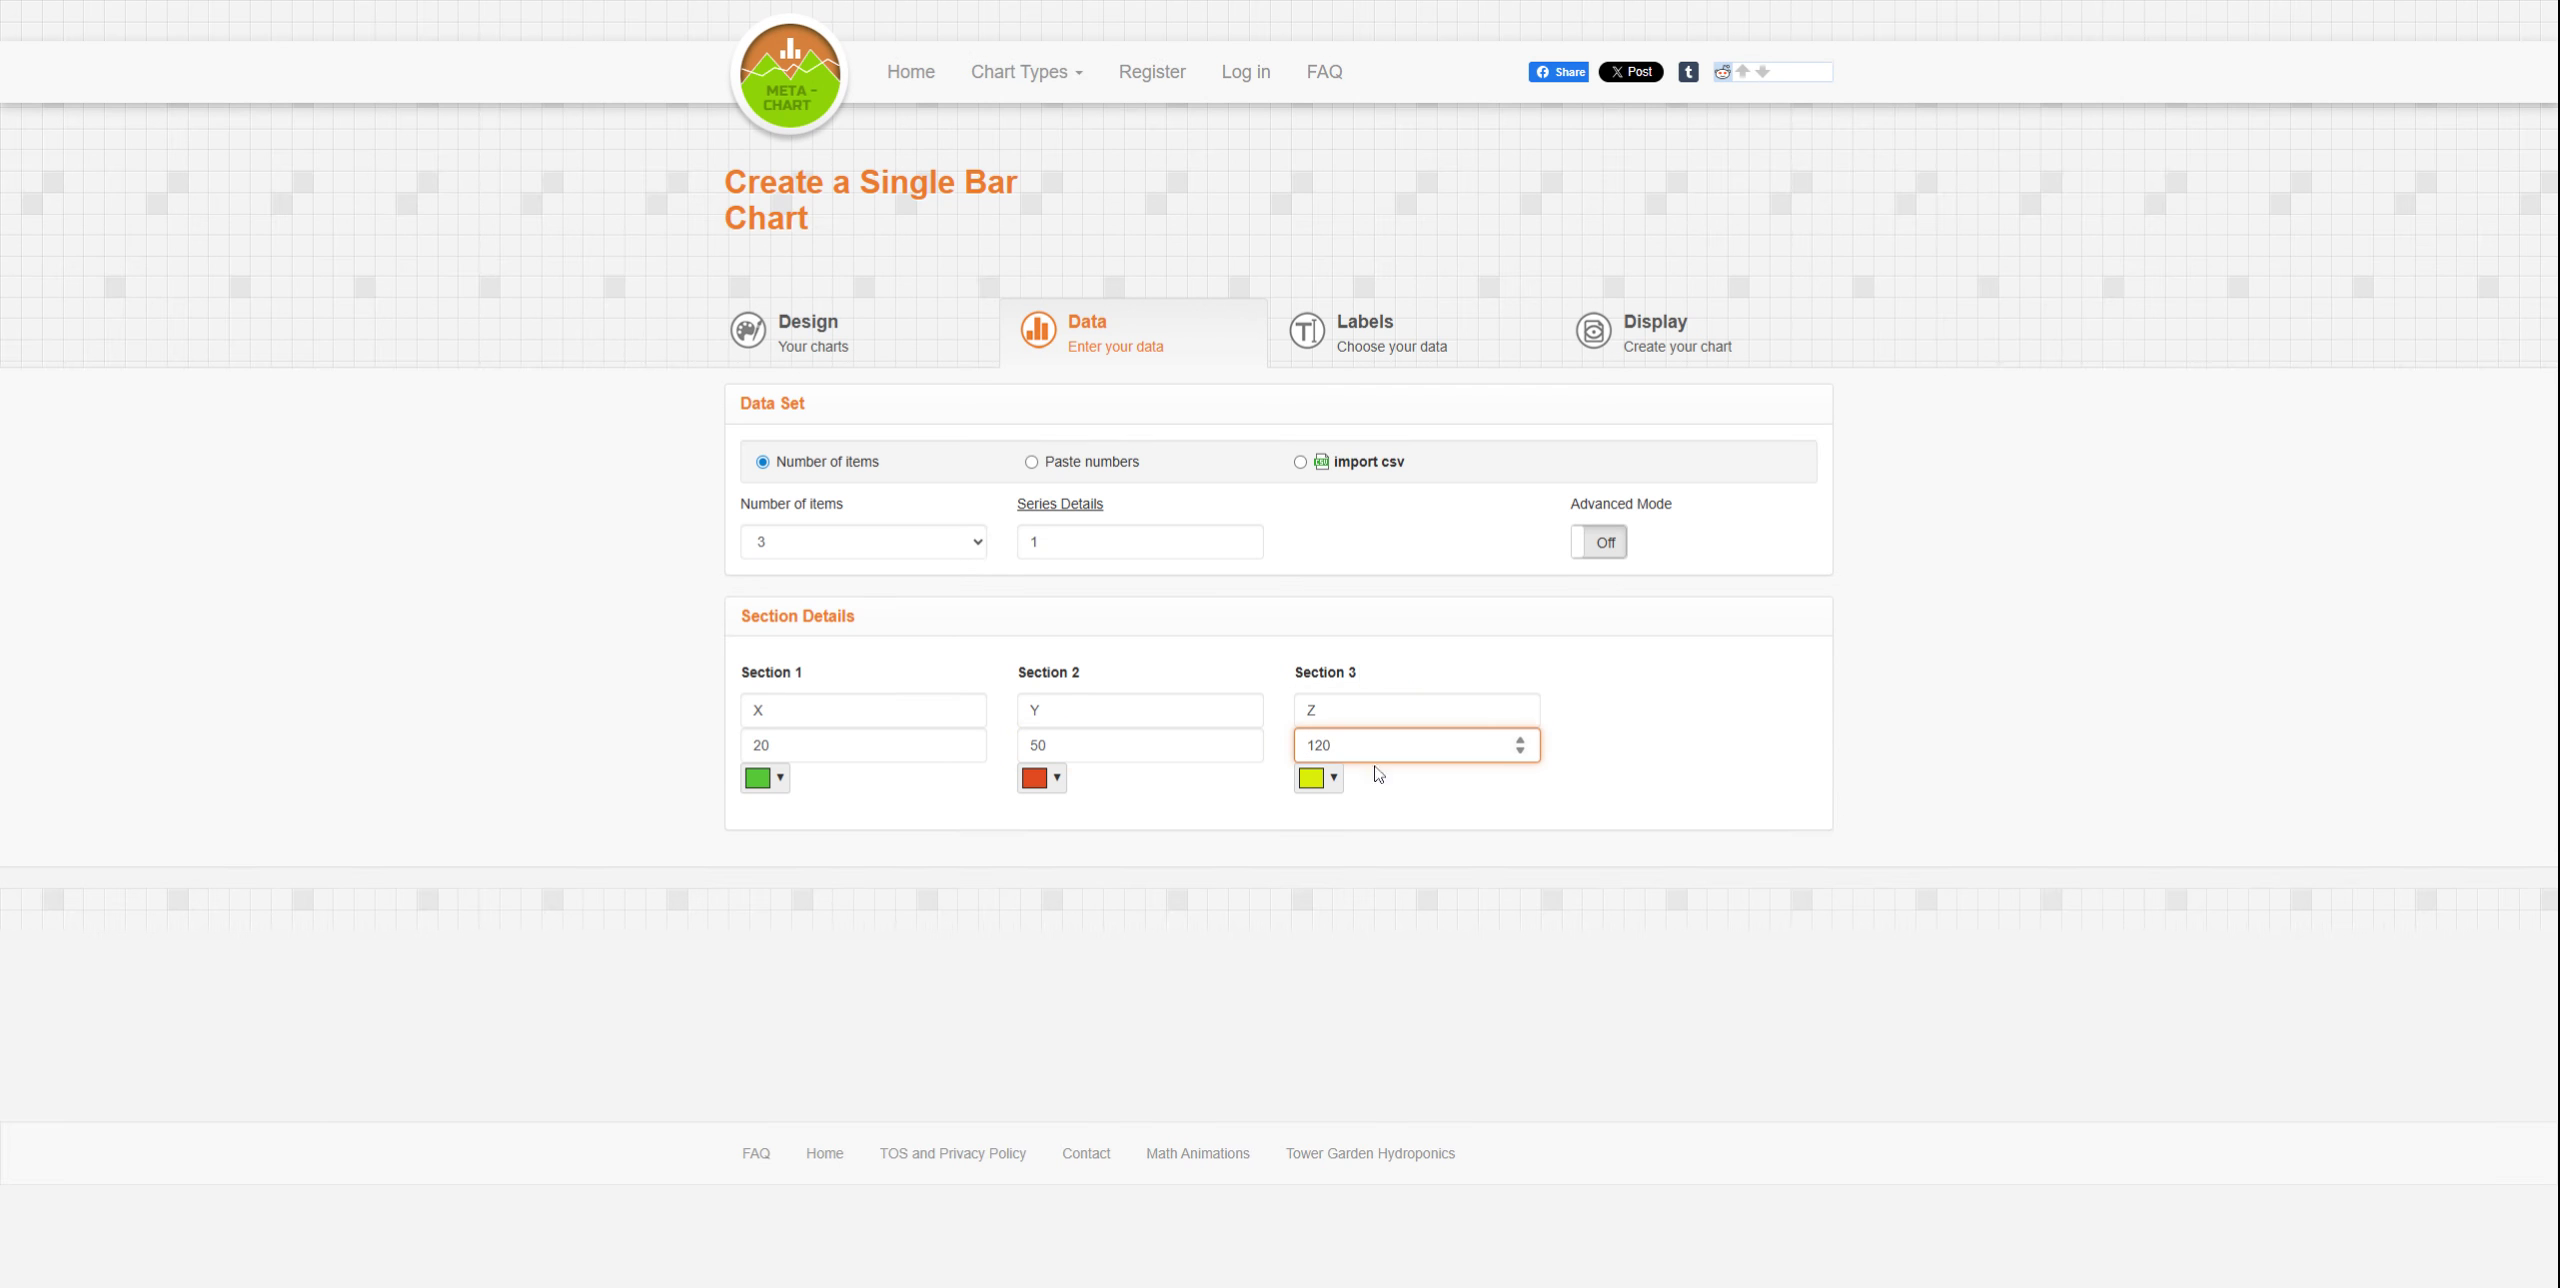 META -
CHART
Home
Chart Types
Register
Log in
FAQ
Share
X Post
t
Create a Single Bar
Chart
Design
Your charts
Data
Enter your data
Labels
Choose your data
Display
Create your chart
Data Set
Number of items
Paste numbers
import csv
Number of items
Series Details
Advanced Mode
3
1
Off
Section Details
Section 1
Section 2
Section 3
X
Y
Z
20
50
120
FAQ
Home
TOS and Privacy Policy
Contact
Math Animations
Tower Garden Hydroponics